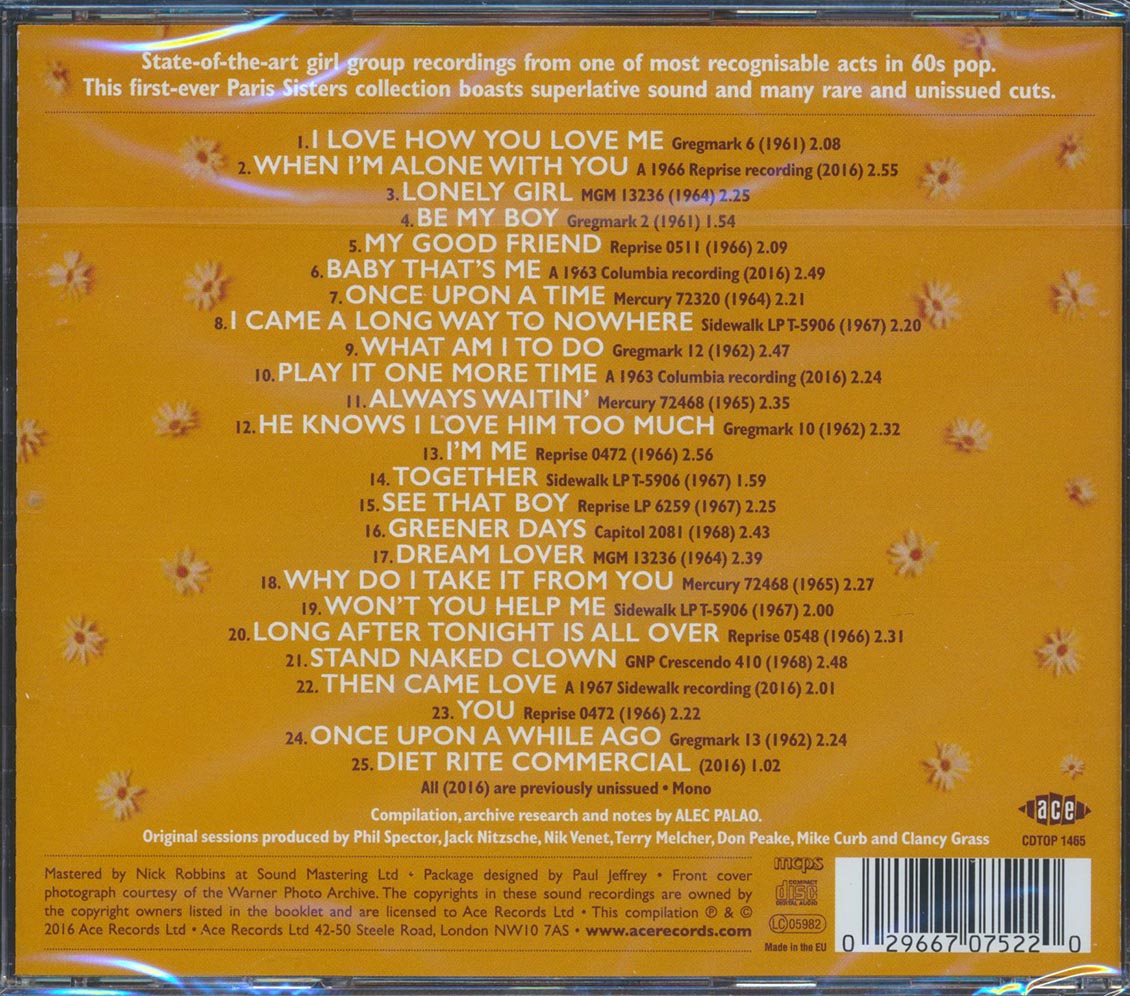 State-of-the-art girl group recordings from one of most recognisable acts in 60s pop.
This first-ever Paris Sisters collection boasts superlative sound and many rare and unissued cuts.
1. I LOVE HOW YOU LOVE ME Gregmark 6 (1961) 2.08
2. WHEN I'M ALONE WITH YOU A 1966 Reprise recording (2016) 2.55
3. LONELY GIRL MGM 13236 (1964) 2.25
4. BE MY BOY Gregmark 2 (1961) 1.54
5. MY GOOD FRIEND Reprise 0511 (1966) 2.09
6. BABY THAT'S ME A 1963 Columbia recording (2016) 2.49
7. ONCE UPON A TIME Mercury 72320 (1964) 2.21
8. I CAME A LONG WAY TO NOWHERE Sidewalk LP T-5906 (1967) 2.20
9. WHAT AM I TO DO Gregmark 12 (1962) 2.47
10. PLAY IT ONE MORE TIME A 1963 Columbia recording (2016) 2.24
11. ALWAYS WAITIN' Mercury 72468 (1965) 2.35
12. HE KNOWS I LOVE HIM TOO MUCH Gregmark 10 (1962) 2.32
13. I'M ME Reprise 0472 (1966) 2.56
14. TOGETHER Sidewalk LP T-5906 (1967) 1.59
15. SEE THAT BOY Reprise LP 6259 (1967) 2.25
16. GREENER DAYS Capitol 2081 (1968) 2.43
17. DREAM LOVER MGM 13236 (1964) 2.39
18. WHY DO I TAKE IT FROM YOU Mercury 72468 (1965) 2.27
19. WON'T YOU HELP ME Sidewalk LP T-5906 (1967) 2.00
20. LONG AFTER TONIGHT IS ALL OVER Reprise 0548 (1966) 2.31
21. STAND NAKED CLOWN GNP Crescendo 410 (1968) 2.48
22. THEN CAME LOVE A 1967 Sidewalk recording (2016) 2.01
23. YOU Reprise 0472 (1966) 2.22
24. ONCE UPON A WHILE AGO Gregmark 13 (1962) 2.24
25. DIET RITE COMMERCIAL (2016) 1.02
All (2016) are previously unissued • Mono
Compilation, archive research and notes by ALEC PALAO.
Original sessions produced by Phil Spector, Jack Nitzsche, Nik Venet, Terry Melcher, Don Peake, Mike Curb and Clancy Grass
ace
CDTOP 1465
Mastered by Nick Robbins at Sound Mastering Ltd • Package designed by Paul Jeffrey • Front cover
photograph courtesy of the Warner Photo Archive. The copyrights in these sound recordings are owned by
the copyright owners listed in the booklet and are licensed to Ace Records Ltd • This compilation ℗ & ©
2016 Ace Records Ltd • Ace Records Ltd 42-50 Steele Road, London NW10 7AS • www.acerecords.com
mcps
COMPACT
disc
DIGITAL AUDIO
LC 05982
Made in the EU
0 29667 07522 0